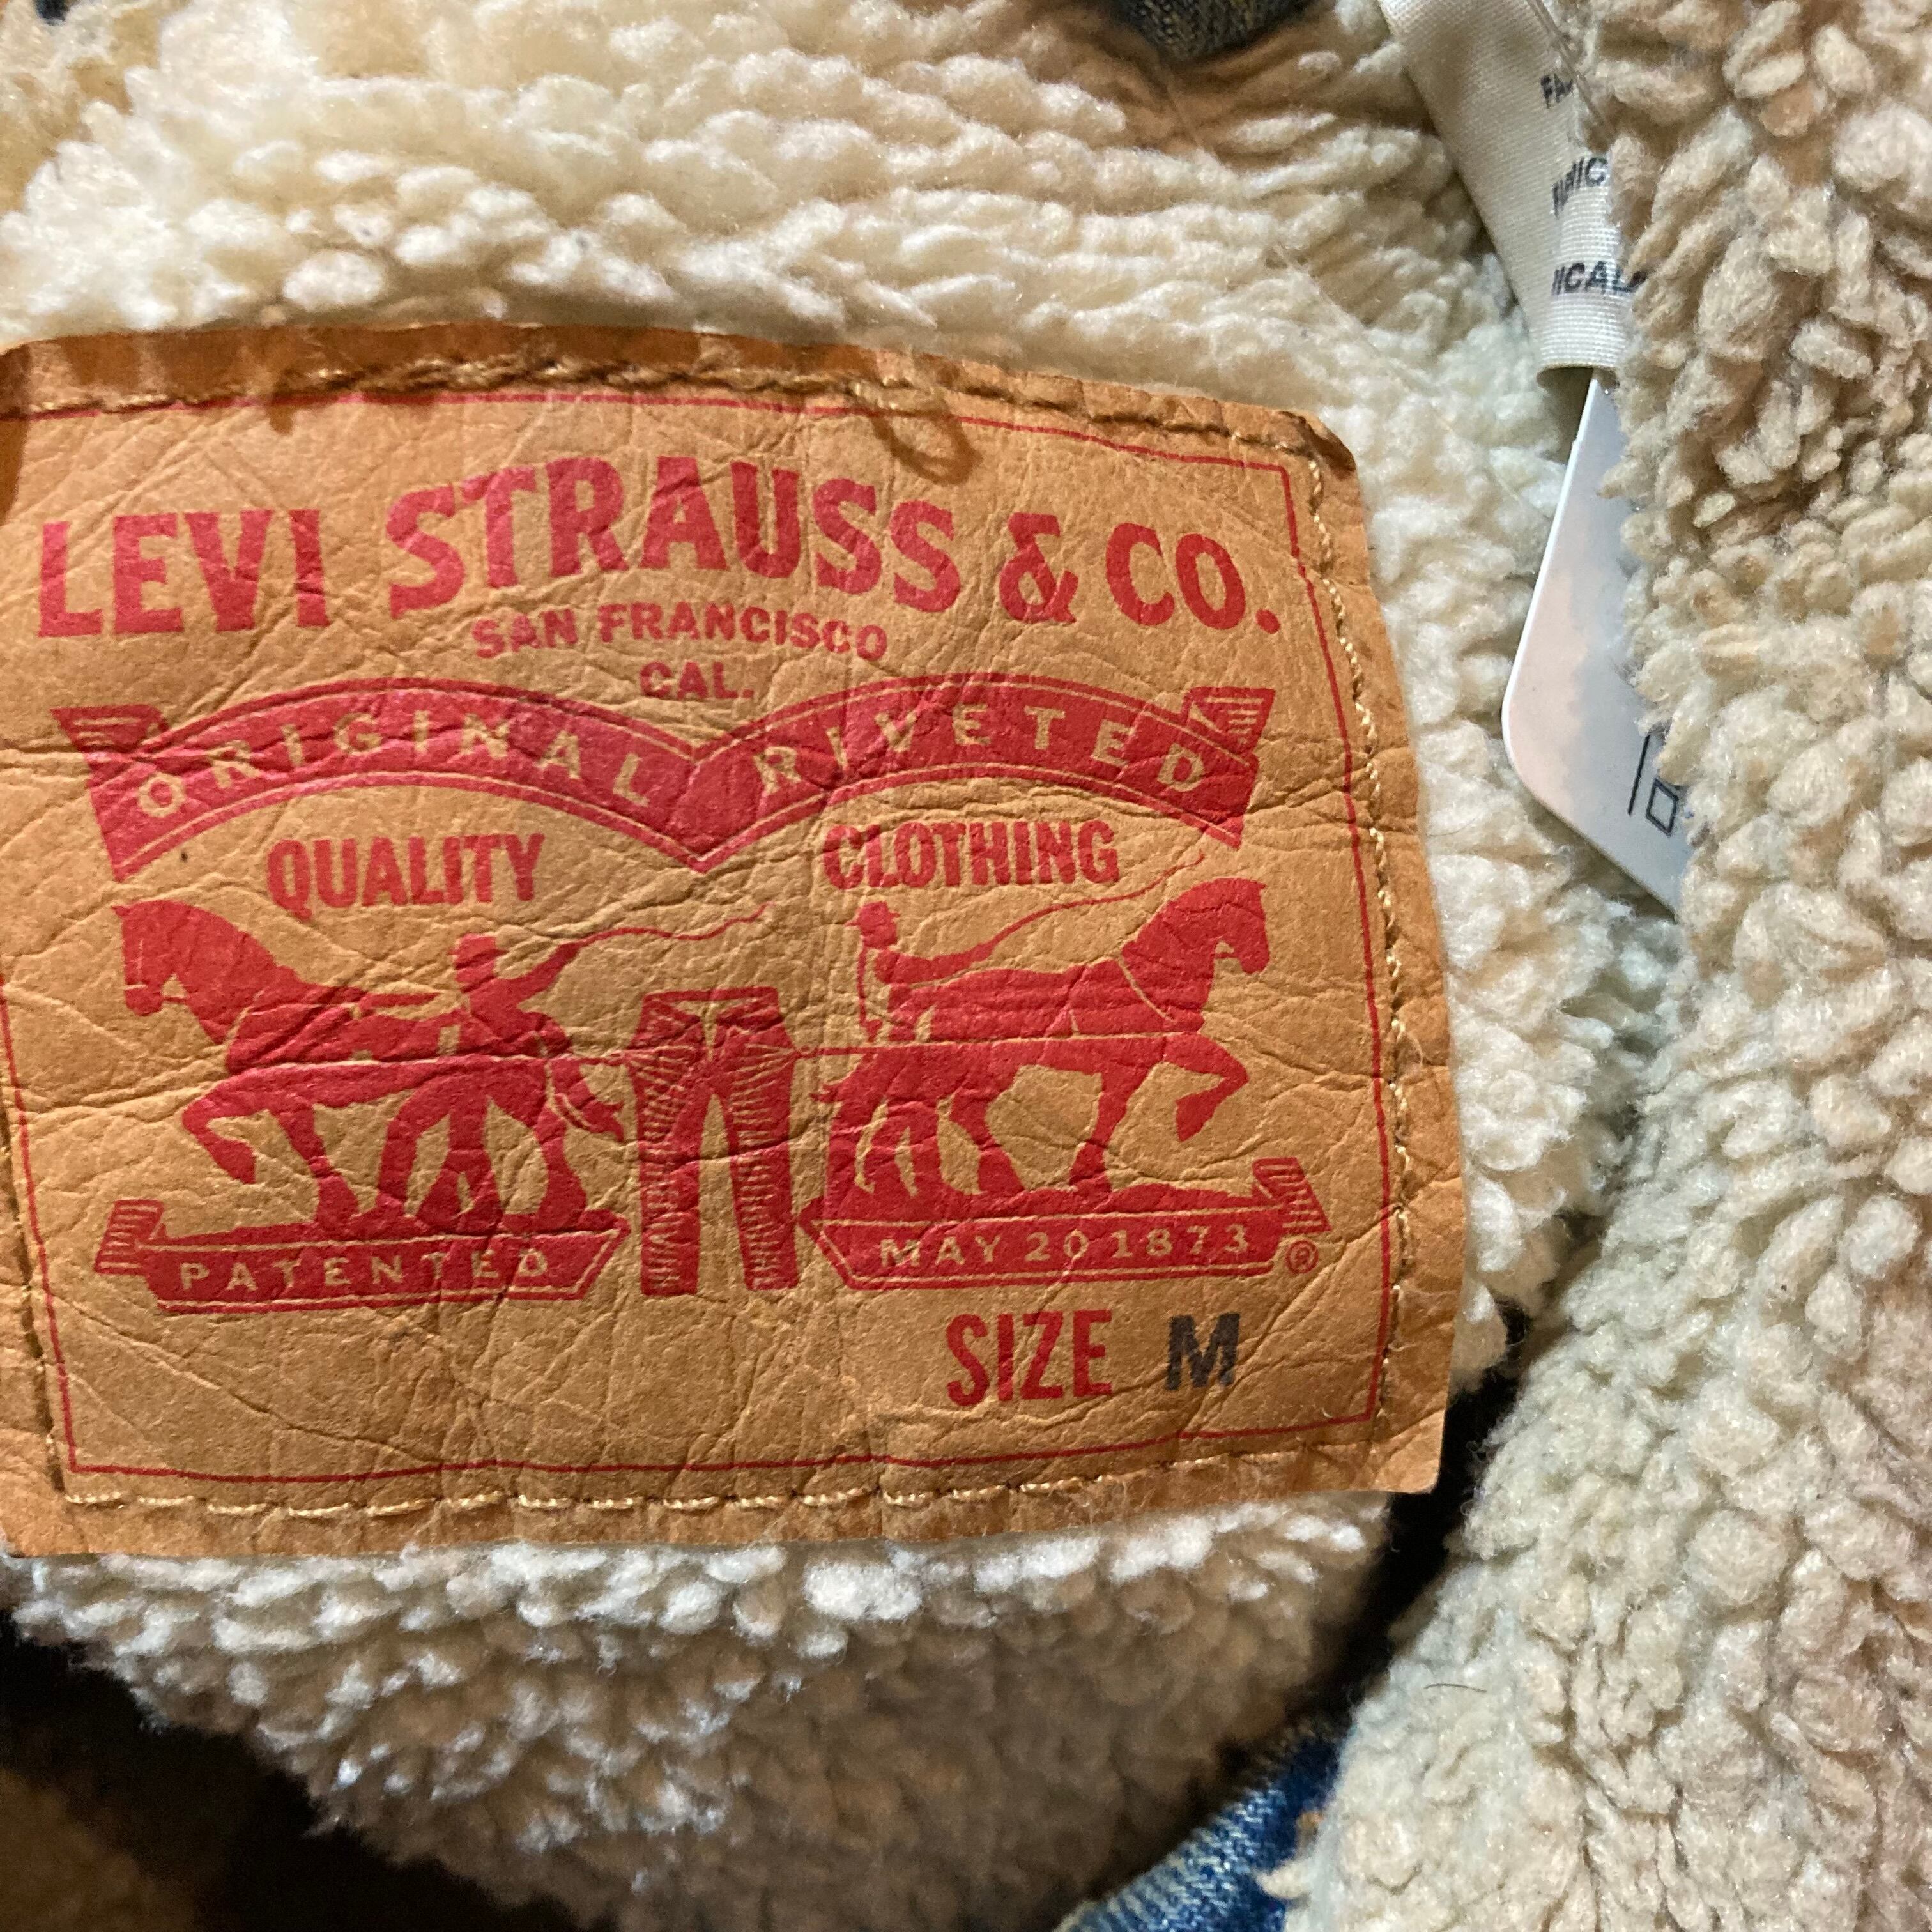 LEVI STRAUSS & CO.
SAN FRANCISCO
CAL.
ORIGINAL RIVETED
QUALITY CLOTHING
PATENTED MAY 20 1873 ®
SIZE M